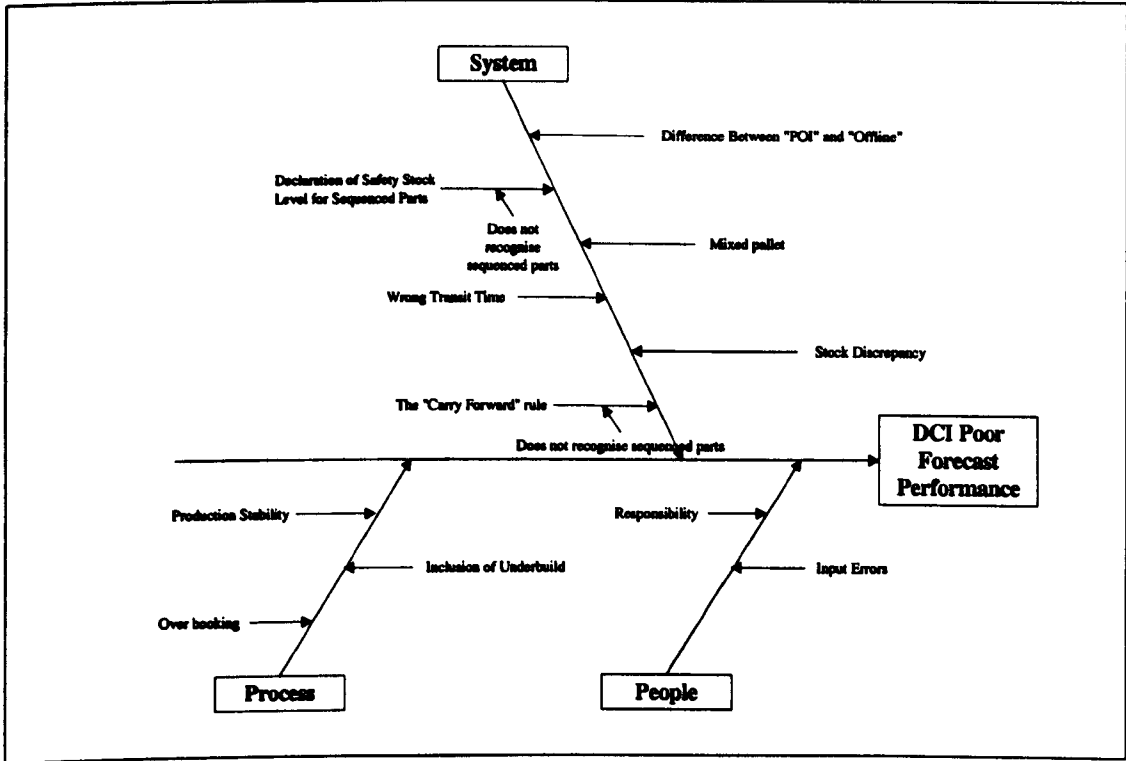 System
Difference Between "POI" and "Offline"
Declaration of Safety Stock
Level for Sequenced Parts
Does not
recognise
sequenced parts
Mixed pallet
Wrong Transit Time
Stock Discrepancy
The "Carry Forward" rule
Does not recognise sequenced parts
DCI Poor
Forecast
Performance
Production Stability
Responsibility
Inclusion of Underbuild
Input Errors
Over booking
Process
People